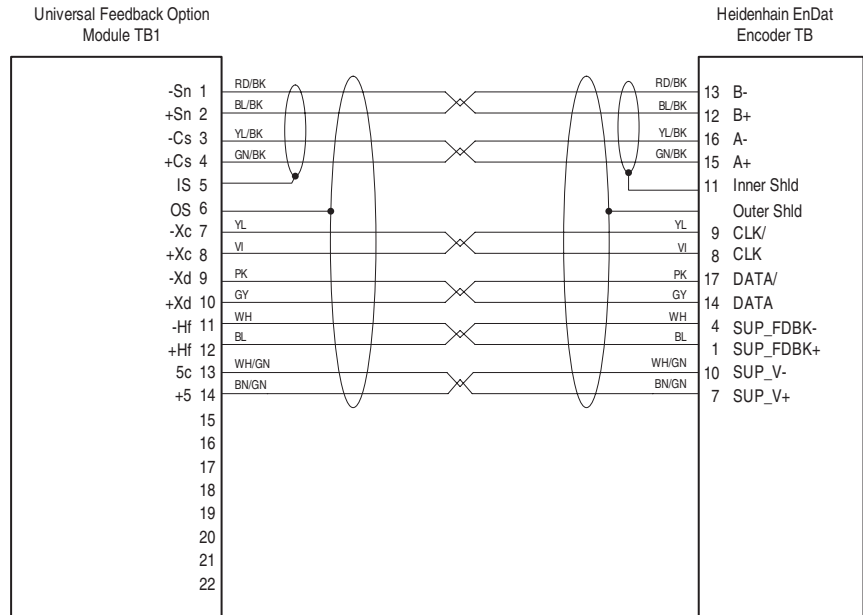 Universal Feedback Option
Module TB1
Heidenhain EnDat
Encoder TB
-Sn 1 RD/BK RD/BK 13 B-
+Sn 2 BL/BK BL/BK 12 B+
-Cs 3 YL/BK YL/BK 16 A-
+Cs 4 GN/BK GN/BK 15 A+
IS 5 11 Inner Shld
OS 6 Outer Shld
-Xc 7 YL YL 9 CLK/
+Xc 8 VI VI 8 CLK
-Xd 9 PK PK 17 DATA/
+Xd 10 GY GY 14 DATA
-Hf 11 WH WH 4 SUP_FDBK-
+Hf 12 BL BL 1 SUP_FDBK+
5c 13 WH/GN WH/GN 10 SUP_V-
+5 14 BN/GN BN/GN 7 SUP_V+
15
16
17
18
19
20
21
22